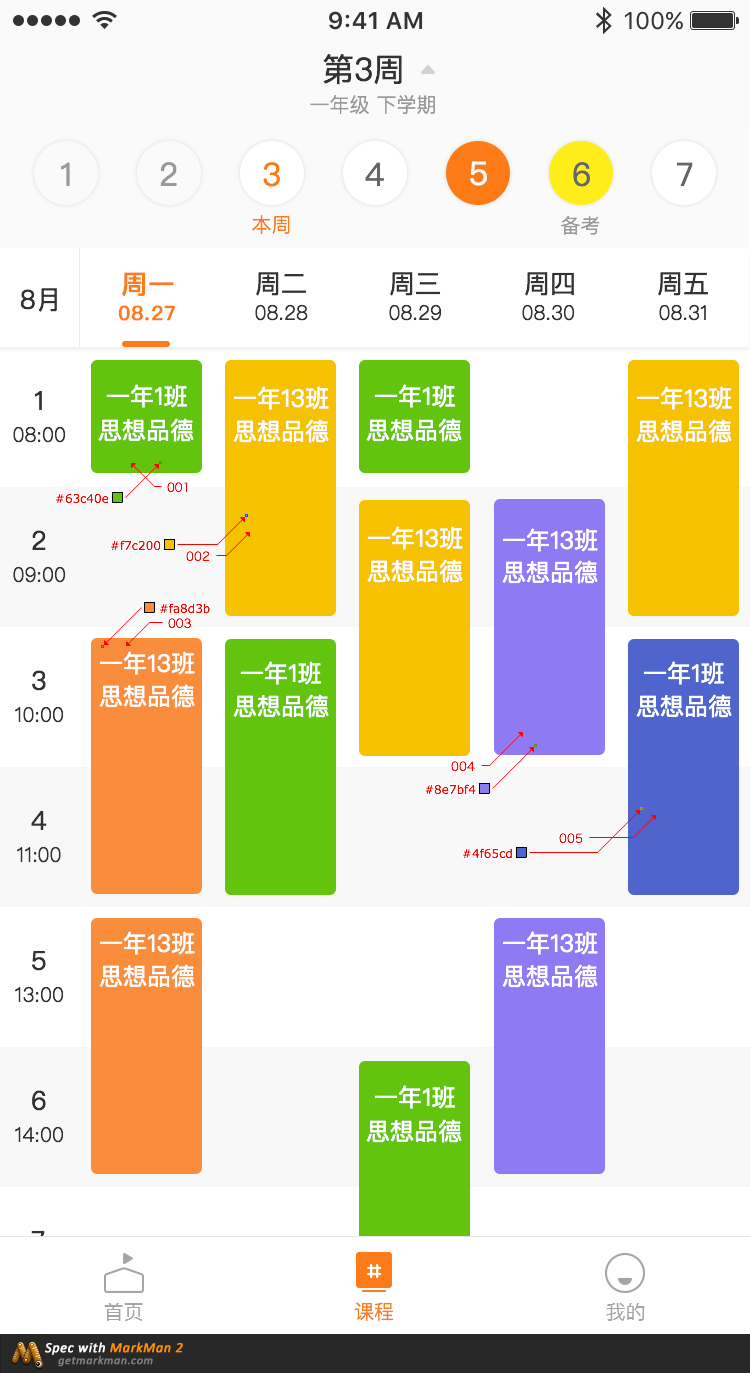 9:41 AM 100%
第3周
一年级 下学期
1 2 3 4 5 6 7
本周 备考
8月 周一 周二 周三 周四 周五
08.27 08.28 08.29 08.30 08.31
1 一年1班 一年13班 一年1班 一年13班
08:00 思想品德 思想品德 思想品德 思想品德
001
#63c40e
2 一年13班 一年13班
#f7c200
002
09:00 思想品德 思想品德
#fa8d3b
003
3 一年13班 一年1班 一年1班
10:00 思想品德 思想品德 思想品德
004
#8e7bf4
4 005
11:00 #4f65cd
5 一年13班 一年13班
13:00 思想品德 思想品德
6 一年1班
14:00 思想品德
#
首页 课程 我的
Spec with MarkMan 2
getmarkman.com